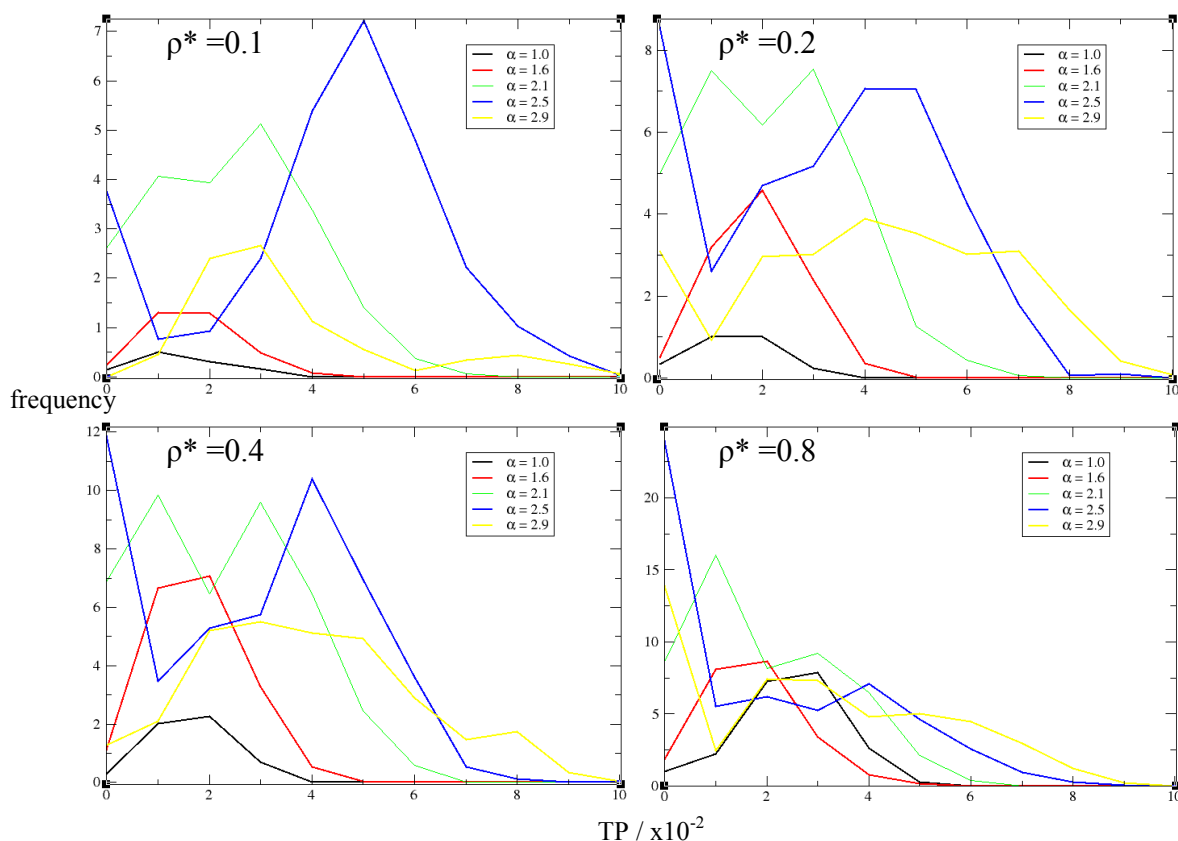 ρ* =0.1
α = 1.0
α = 1.6
α = 2.1
α = 2.5
α = 2.9
7
6
5
4
3
2
1
0
0 2 4 6 8 10
ρ* =0.2
α = 1.0
α = 1.6
α = 2.1
α = 2.5
α = 2.9
8
6
4
2
0
0 2 4 6 8 10
frequency
ρ* =0.4
α = 1.0
α = 1.6
α = 2.1
α = 2.5
α = 2.9
12
10
8
6
4
2
0
0 2 4 6 8 10
ρ* =0.8
α = 1.0
α = 1.6
α = 2.1
α = 2.5
α = 2.9
20
15
10
5
0
0 2 4 6 8 10
TP / x10⁻²